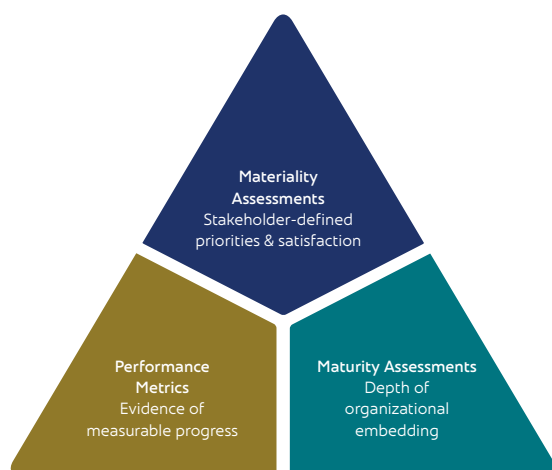 Materiality
Assessments
Stakeholder-defined
priorities & satisfaction
Performance
Metrics
Evidence of
measurable progress
Maturity Assessments
Depth of
organizational
embedding